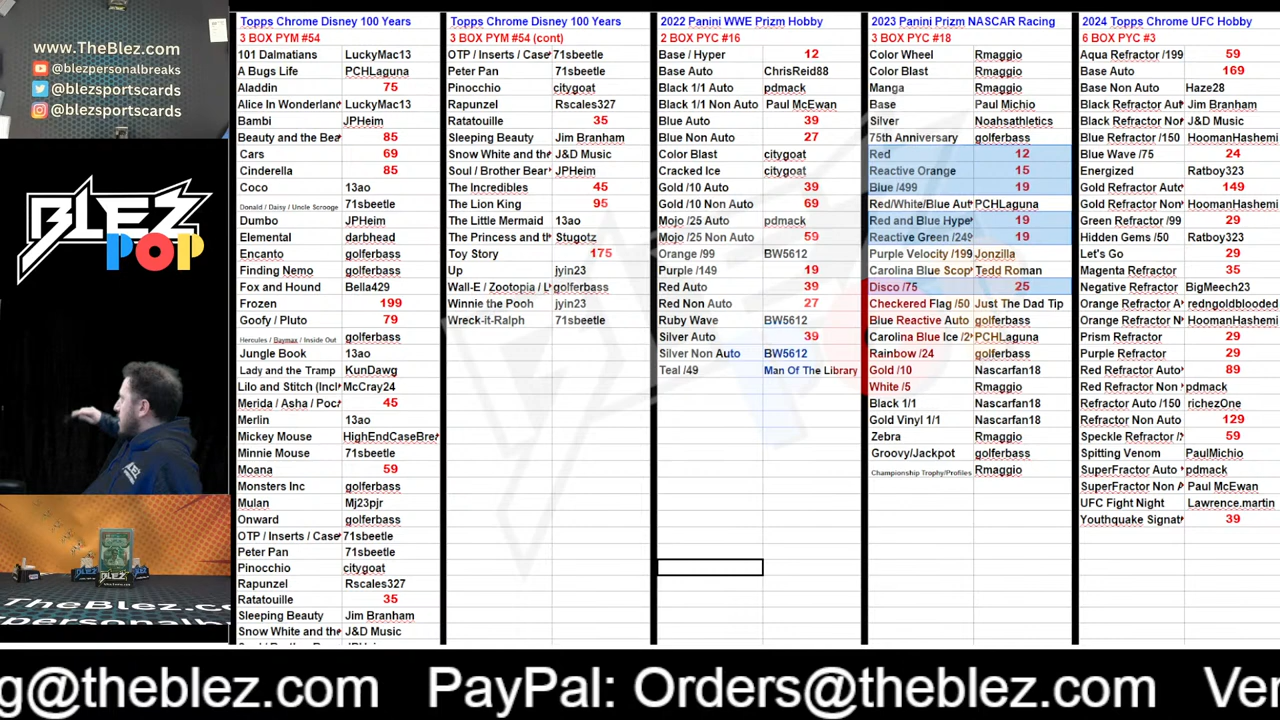 www.TheBlez.com
@blezpersonalbreaks
@blezsportscards
@blezsportscards
BLEZ
POP
BLEZ
TheBlez.c
Topps Chrome Disney 100 Years
3 BOX PYM #54
101 Dalmatians LuckyMac13
A Bugs Life PCHLaguna
Aladdin 75
Alice In Wonderlan LuckyMac13
Bambi JPHeim
Beauty and the Bea 85
Cars 69
Cinderella 85
Coco 13ao
Donald / Daisy / Uncle Scrooge 71sbeetle
Dumbo JPHeim
Elemental darbhead
Encanto golferbass
Finding Nemo golferbass
Fox and Hound Bella429
Frozen 199
Goofy / Pluto 79
Hercules / Baymax / Inside Out golferbass
Jungle Book 13ao
Lady and the Tramp KunDawg
Lilo and Stitch (Incl McCray24
Merida / Asha / Poc 45
Merlin 13ao
Mickey Mouse HighEndCaseBre
Minnie Mouse 71sbeetle
Moana 59
Monsters Inc golferbass
Mulan Mj23pjr
Onward golferbass
OTP / Inserts / Case 71sbeetle
Peter Pan 71sbeetle
Pinocchio citygoat
Rapunzel Rscales327
Ratatouille 35
Sleeping Beauty Jim Branham
Snow White and the J&D Music
Topps Chrome Disney 100 Years
3 BOX PYM #54 (cont)
OTP / Inserts / Case 71sbeetle
Peter Pan 71sbeetle
Pinocchio citygoat
Rapunzel Rscales327
Ratatouille 35
Sleeping Beauty Jim Branham
Snow White and the J&D Music
Soul / Brother Bear JPHeim
The Incredibles 45
The Lion King 95
The Little Mermaid 13ao
The Princess and th Stugotz
Toy Story 175
Up jyin23
Wall-E / Zootopia / L golferbass
Winnie the Pooh jyin23
Wreck-it-Ralph 71sbeetle
2022 Panini WWE Prizm Hobby
2 BOX PYC #16
Base / Hyper 12
Base Auto ChrisReid88
Black 1/1 Auto pdmack
Black 1/1 Non Auto Paul McEwan
Blue Auto 39
Blue Non Auto 27
Color Blast citygoat
Cracked Ice citygoat
Gold /10 Auto 39
Gold /10 Non Auto 69
Mojo /25 Auto pdmack
Mojo /25 Non Auto 59
Orange /99 BW5612
Purple /149 19
Red Auto 39
Red Non Auto 27
Ruby Wave BW5612
Silver Auto 39
Silver Non Auto BW5612
Teal /49 Man Of The Library
2023 Panini Prizm NASCAR Racing
3 BOX PYC #18
Color Wheel Rmaggio
Color Blast Rmaggio
Manga Rmaggio
Base Paul Michio
Silver Noahsathletics
75th Anniversary golferbass
Red 12
Reactive Orange 15
Blue /499 19
Red/White/Blue Aut PCHLaguna
Red and Blue Hype 19
Reactive Green /249 19
Purple Velocity /199 Jonzilla
Carolina Blue Scop Tedd Roman
Disco /75 25
Checkered Flag /50 Just The Dad Tip
Blue Reactive Auto golferbass
Carolina Blue Ice /2 PCHLaguna
Rainbow /24 golferbass
Gold /10 Nascarfan18
White /5 Rmaggio
Black 1/1 Nascarfan18
Gold Vinyl 1/1 Nascarfan18
Zebra Rmaggio
Groovy/Jackpot golferbass
Championship Trophy/Profiles Rmaggio
2024 Topps Chrome UFC Hobby
6 BOX PYC #3
Aqua Refractor /199 59
Base Auto 169
Base Non Auto Haze28
Black Refractor Au Jim Branham
Black Refractor No J&D Music
Blue Refractor /150 HoomanHashemi
Blue Wave /75 24
Energized Ratboy323
Gold Refractor Aut 149
Gold Refractor Not HoomanHashemi
Green Refractor /99 29
Hidden Gems /50 Ratboy323
Let's Go 29
Magenta Refractor 35
Negative Refractor BigMeech23
Orange Refractor A redngoldblooded
Orange Refractor N HoomanHashemi
Prism Refractor 29
Purple Refractor 29
Red Refractor Auto 89
Red Refractor Non pdmack
Refractor Auto /150 richezOne
Refractor Non Auto 129
Speckle Refractor / 59
Spitting Venom PaulMichio
SuperFractor Auto pdmack
SuperFractor Non A Paul McEwan
UFC Fight Night Lawrence.martin
Youthquake Signat 39
g@theblez.com PayPal: Orders@theblez.com Ver